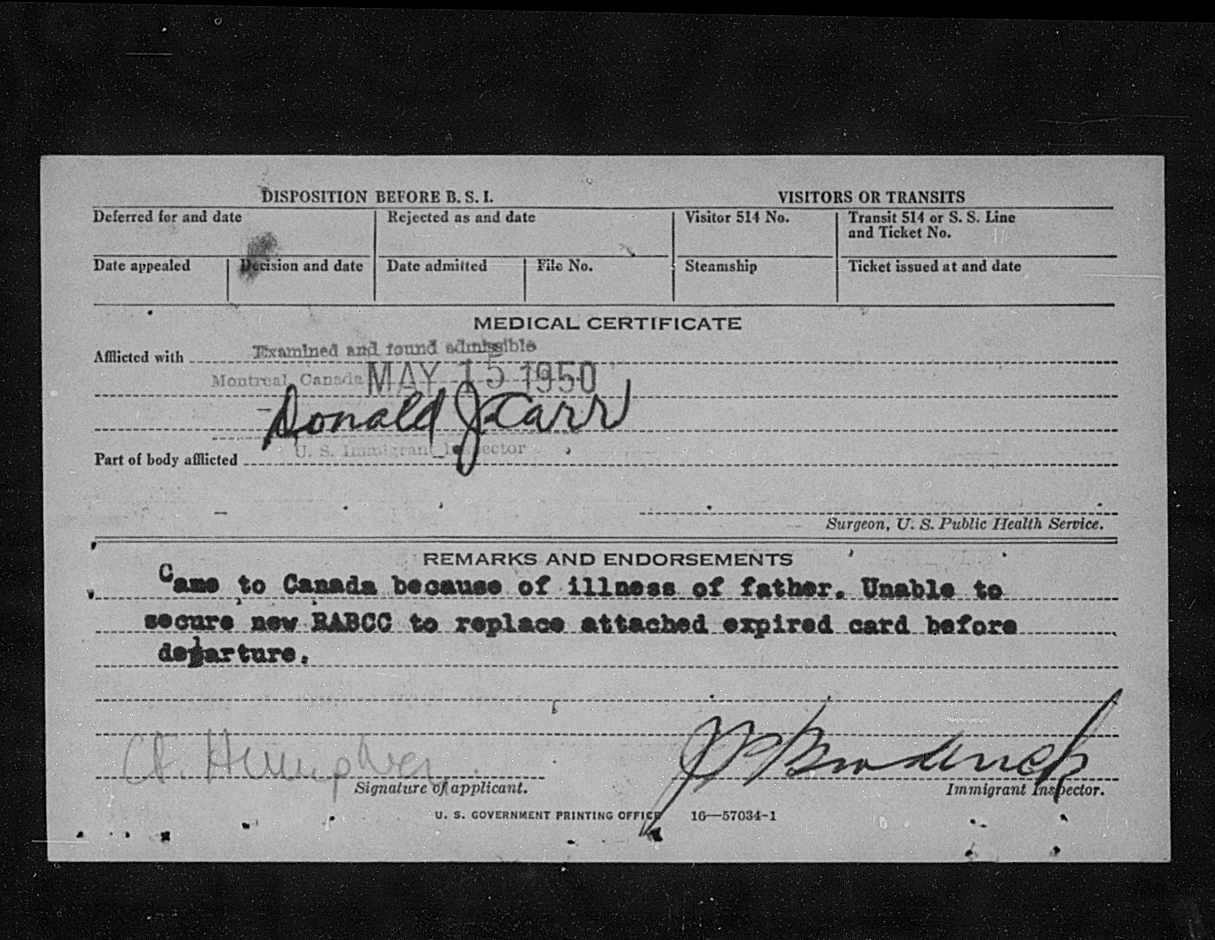 DISPOSITION BEFORE B. S. I.
VISITORS OR TRANSITS
Deferred for and date
Rejected as and date
Visitor 514 No.
Transit 514 or S. S. Line
and Ticket No.
Date appealed
Decision and date
Date admitted
File No.
Steamship
Ticket issued at and date
MEDICAL CERTIFICATE
Afflicted with
Examined and found admissible
Montreal, Canada MAY 15 1950
Donald J Carr
U. S. Immigrant Inspector
Part of body afflicted
Surgeon, U. S. Public Health Service.
REMARKS AND ENDORSEMENTS
Came to Canada because of illness of father. Unable to
secure new RABCC to replace attached expired card before
departure.
Humphrey
Broderick
Signature of applicant.
Immigrant Inspector.
U. S. GOVERNMENT PRINTING OFFICE 16—57034-1